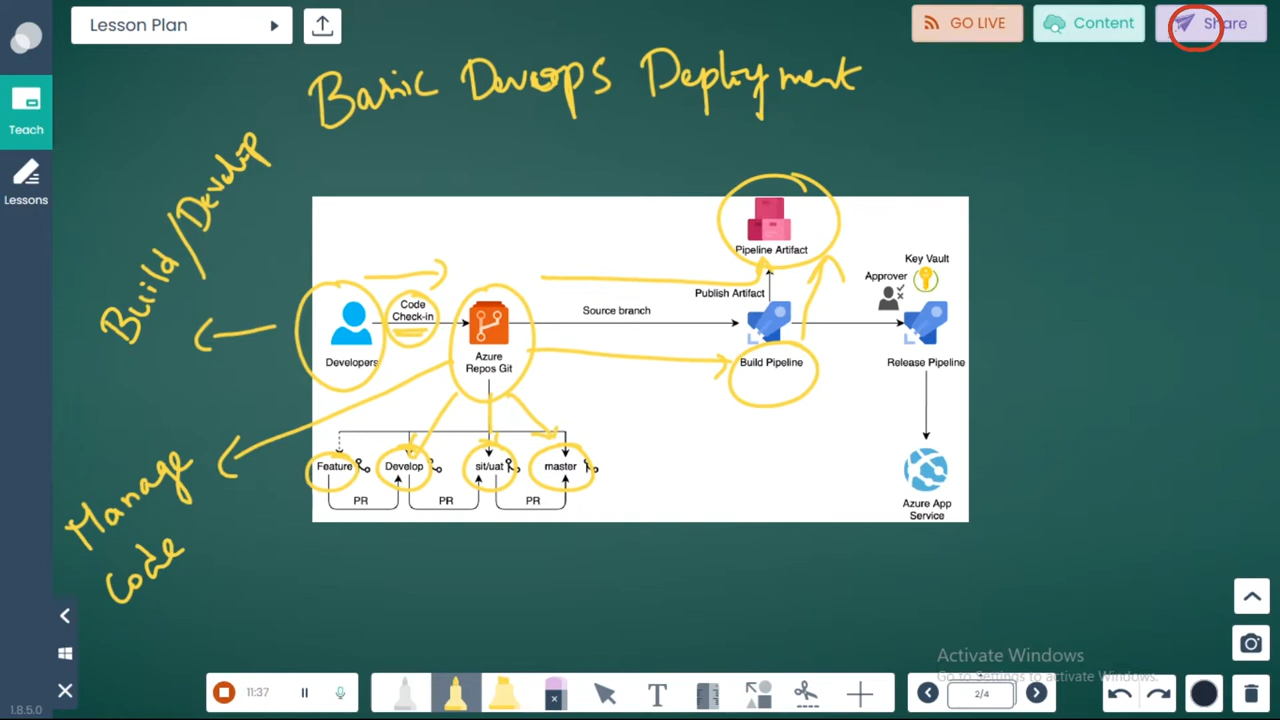 Lesson Plan
GO LIVE
Content
Share
Teach
Lessons
Basic Devops Deployment
Build/Develop
Pipeline Artifact
Key Vault
Approver
Publish Artifact
Code
Check-in
Source branch
Developers
Azure
Repos Git
Build Pipeline
Release Pipeline
Feature
Develop
sit/uat
master
PR
PR
PR
Azure App
Service
Manage
Code
Activate Windows
Go to Settings to activate Windows.
11:37
T
2/4
1.8.5.0